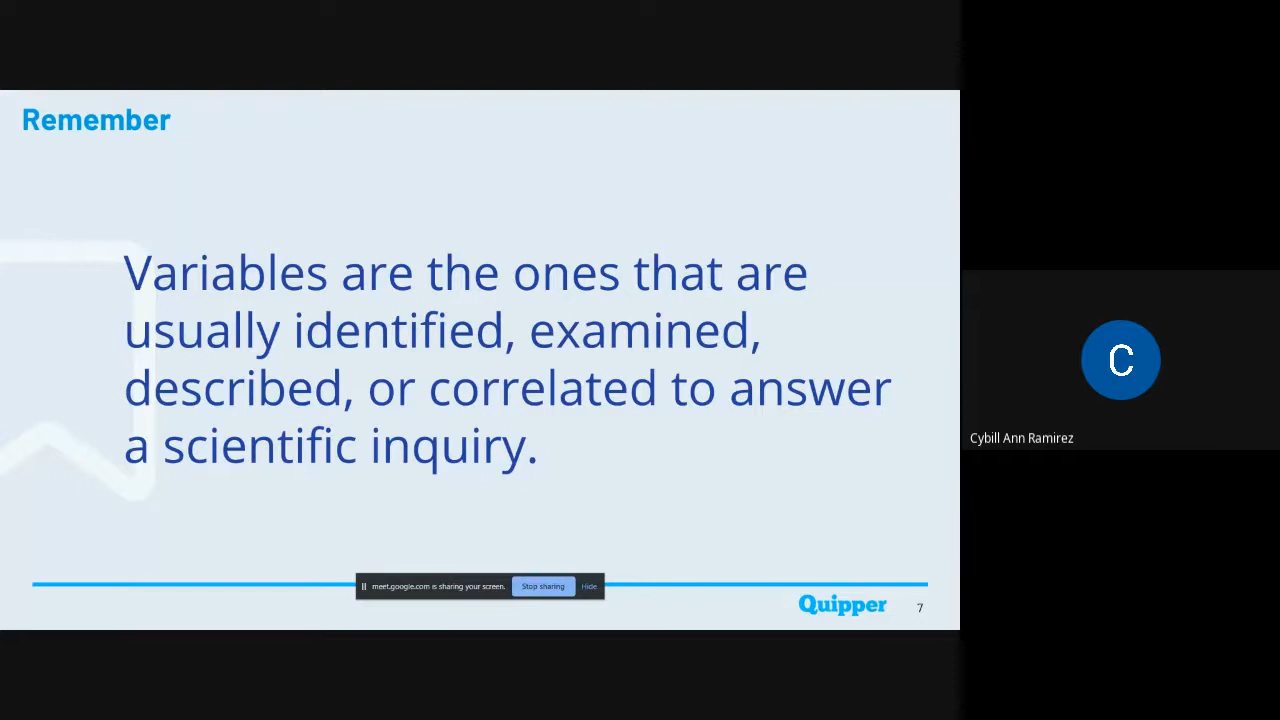 Remember
Variables are the ones that are
usually identified, examined,
described, or correlated to answer
a scientific inquiry.
meet.google.com is sharing your screen. Stop sharing Hide
Quipper 7
C
Cybill Ann Ramirez